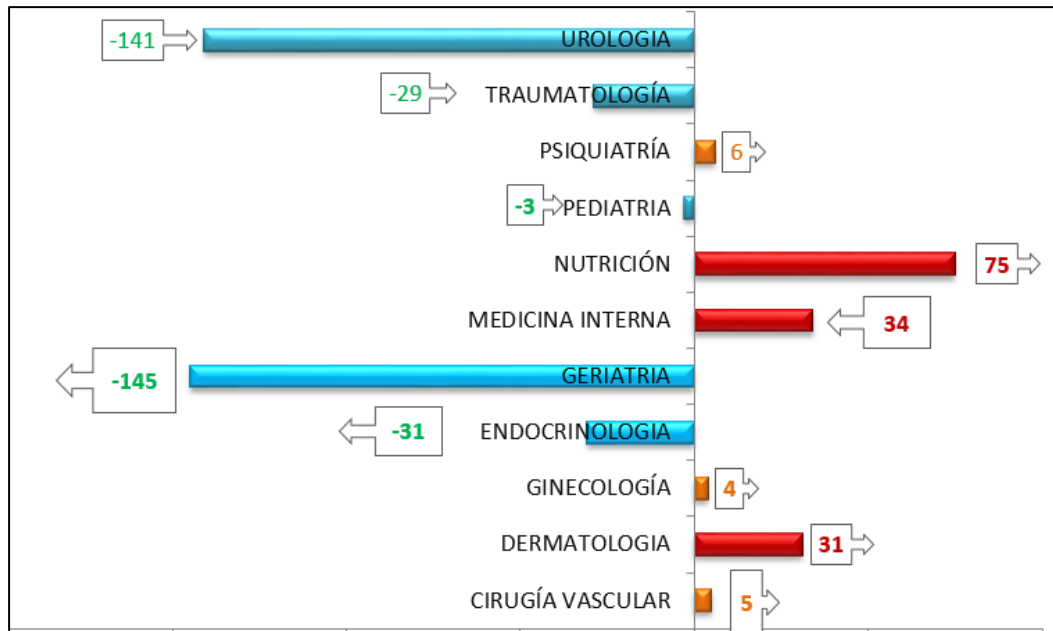 -141 UROLOGIA
-29 TRAUMATOLOGÍA
PSIQUIATRÍA 6
-3 PEDIATRIA
NUTRICIÓN 75
MEDICINA INTERNA 34
-145 GERIATRIA
-31 ENDOCRINOLOGIA
GINECOLOGÍA 4
DERMATOLOGIA 31
CIRUGÍA VASCULAR 5